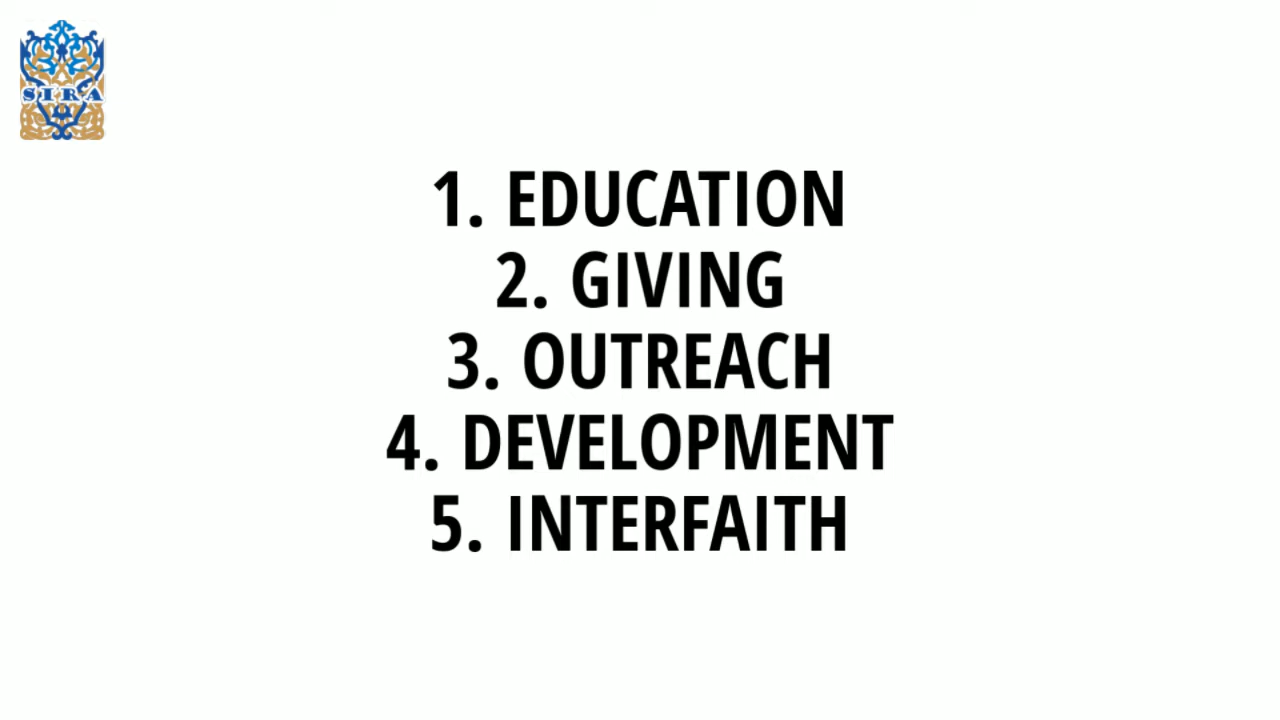 SIRA
1. EDUCATION
2. GIVING
3. OUTREACH
4. DEVELOPMENT
5. INTERFAITH